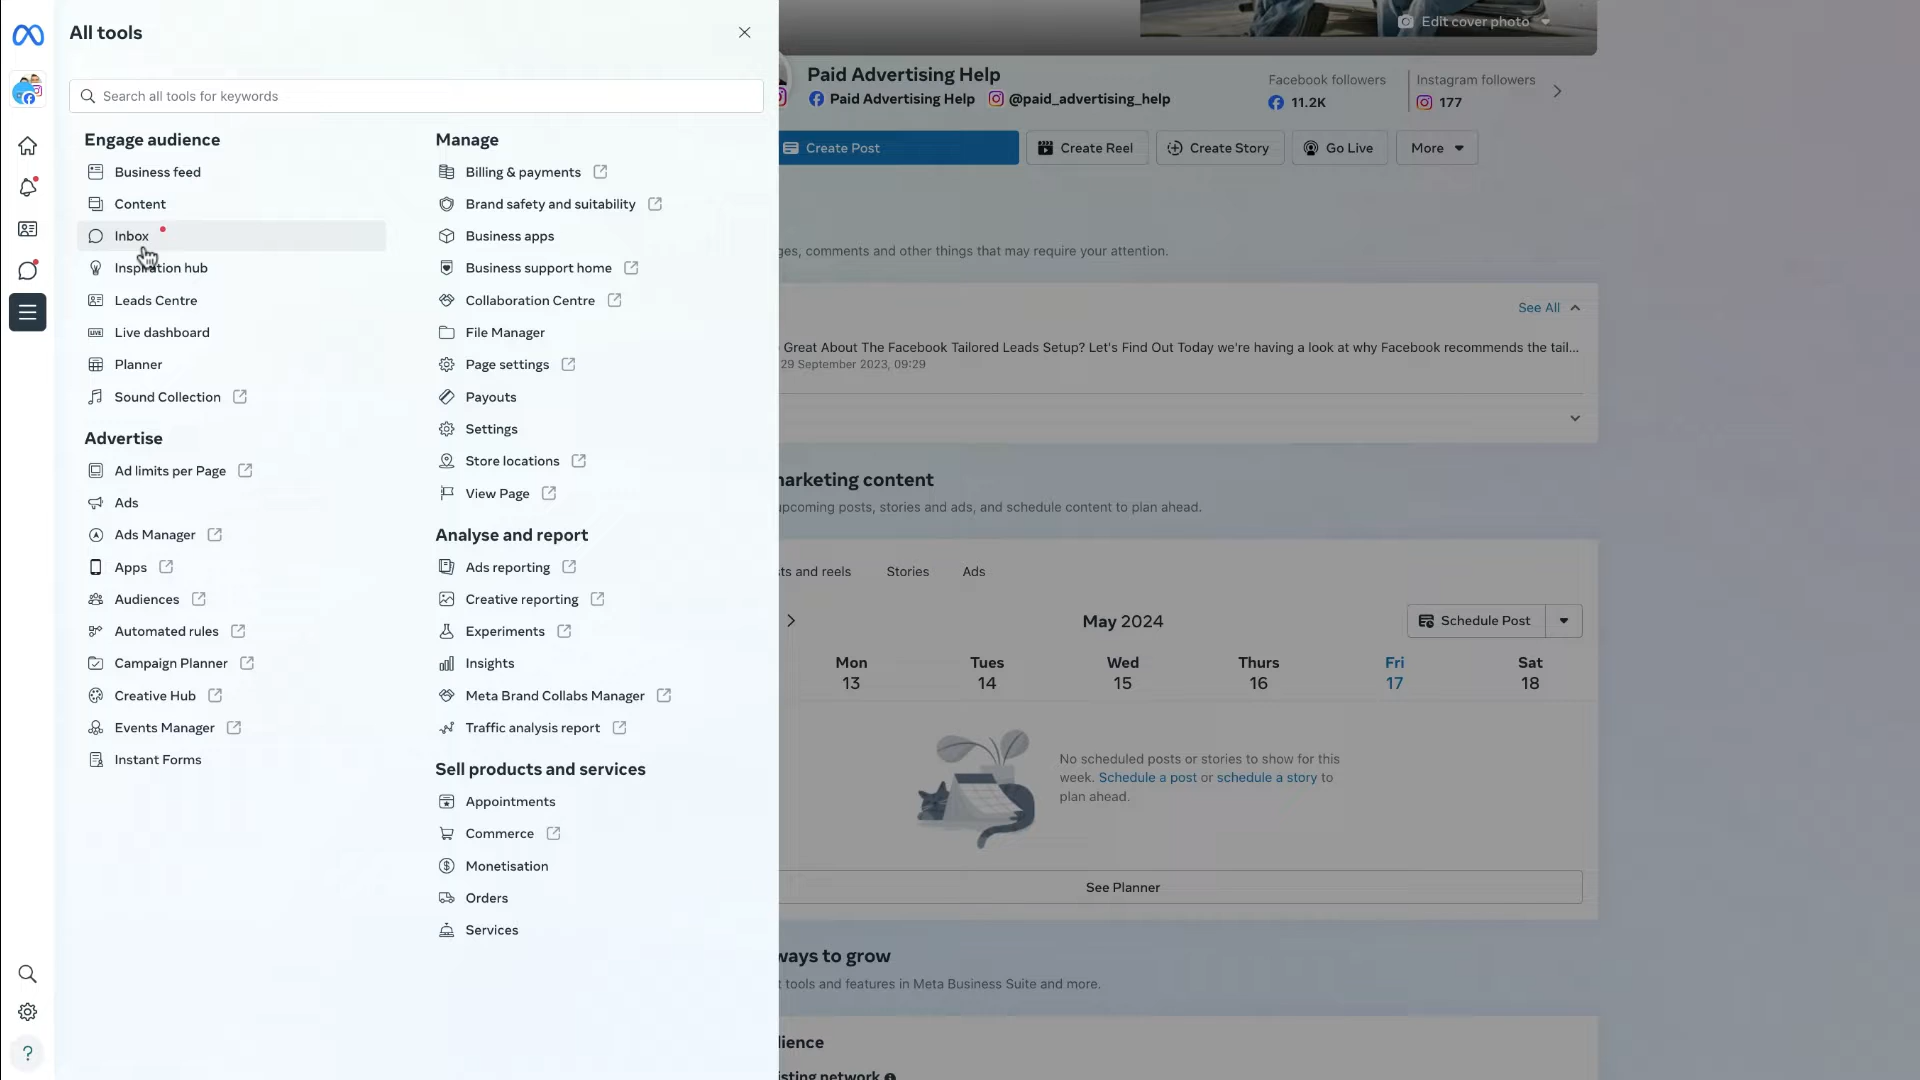 All tools
Search all tools for keywords
Engage audience
Business feed
Content
Inbox
Inspiration hub
Leads Centre
Live dashboard
Planner
Sound Collection
Advertise
Ad limits per Page
Ads
Ads Manager
Apps
Audiences
Automated rules
Campaign Planner
Creative Hub
Events Manager
Instant Forms
Manage
Billing & payments
Brand safety and suitability
Business apps
Business support home
Collaboration Centre
File Manager
Page settings
Payouts
Settings
Store locations
View Page
Analyse and report
Ads reporting
Creative reporting
Experiments
Insights
Meta Brand Collabs Manager
Traffic analysis report
Sell products and services
Appointments
Commerce
Monetisation
Orders
Services
Edit cover photo
Paid Advertising Help
Paid Advertising Help @paid_advertising_help
Facebook followers
11.2K
Instagram followers
177
Create Post
Create Reel
Create Story
Go Live
More
comments and other things that may require your attention.
See All
Great About The Facebook Tailored Leads Setup? Let's Find Out Today we're having a look at why Facebook recommends the tail...
29 September 2023, 09:29
marketing content
upcoming posts, stories and ads, and schedule content to plan ahead.
and reels
Stories
Ads
May 2024
Schedule Post
Mon Tues Wed Thurs Fri Sat
13 14 15 16 17 18
No scheduled posts or stories to show for this
week. Schedule a post or schedule a story to
plan ahead.
See Planner
ways to grow
tools and features in Meta Business Suite and more.
network
?